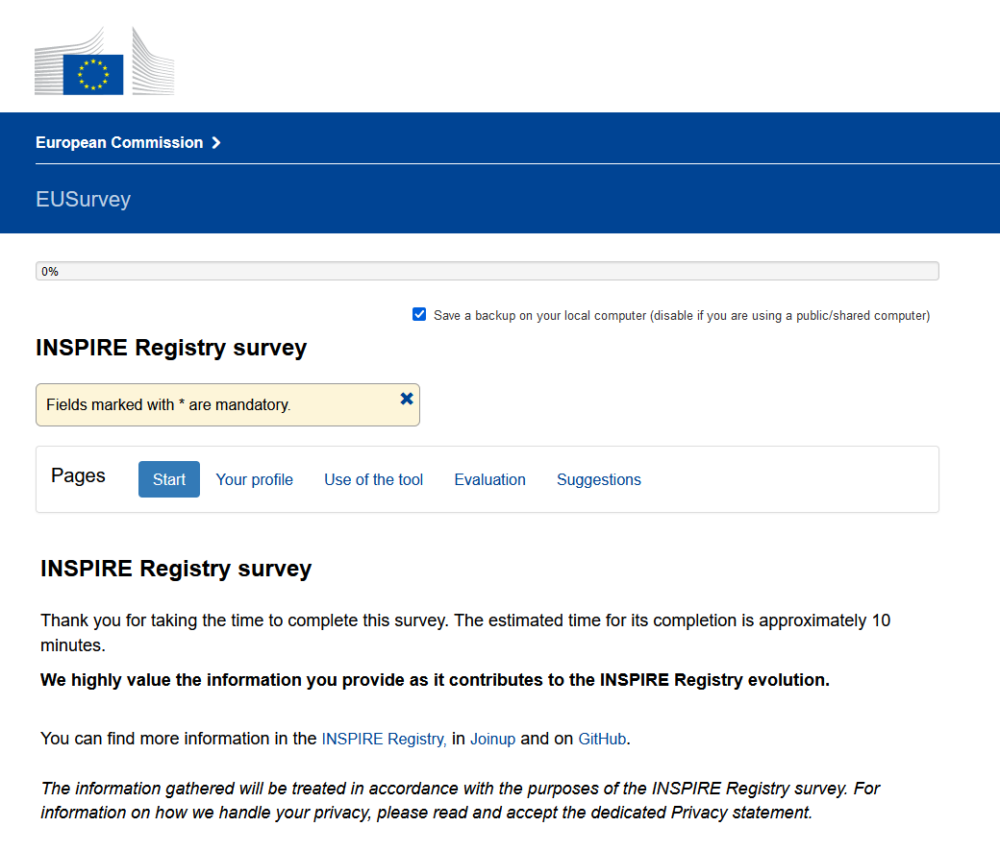 European Commission
EUSurvey
0%
Save a backup on your local computer (disable if you are using a public/shared computer)
INSPIRE Registry survey
Fields marked with * are mandatory.
Pages Start Your profile Use of the tool Evaluation Suggestions
INSPIRE Registry survey
Thank you for taking the time to complete this survey. The estimated time for its completion is approximately 10
minutes.
We highly value the information you provide as it contributes to the INSPIRE Registry evolution.
You can find more information in the INSPIRE Registry, in Joinup and on GitHub.
The information gathered will be treated in accordance with the purposes of the INSPIRE Registry survey. For
information on how we handle your privacy, please read and accept the dedicated Privacy statement.